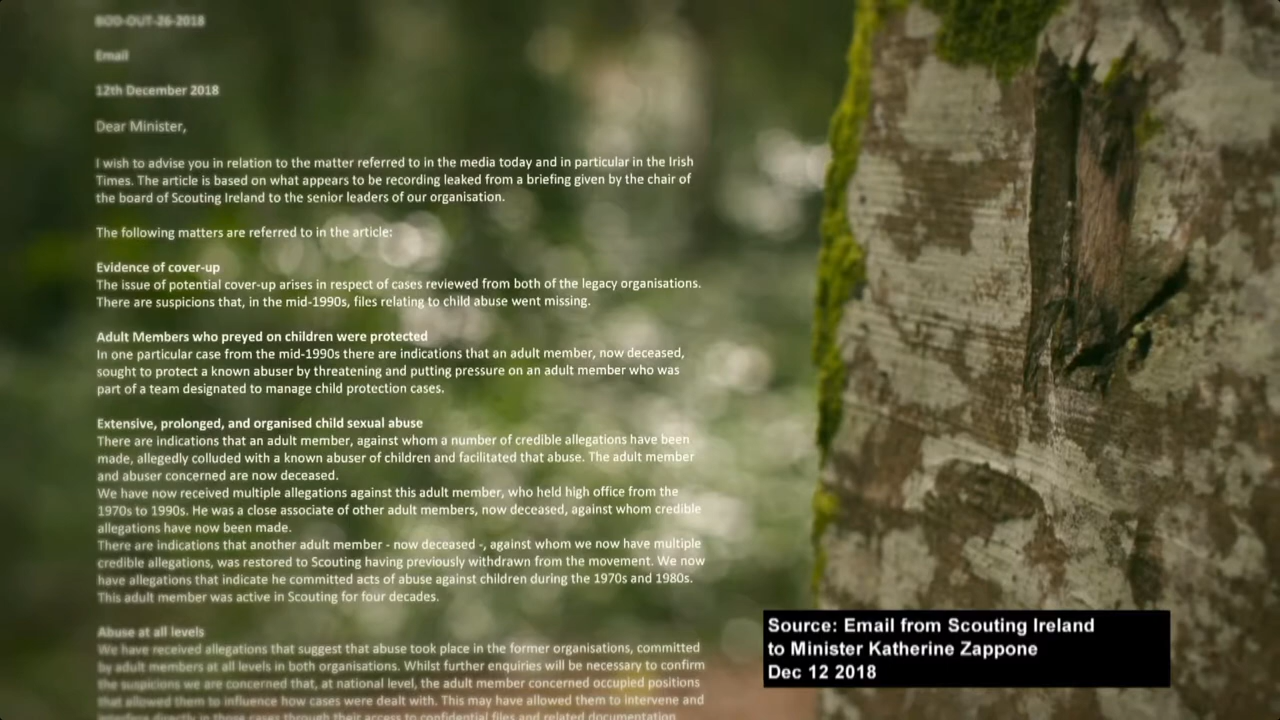 BOD-OUT-26-2018
Email
12th December 2018
Dear Minister,
I wish to advise you in relation to the matter referred to in the media today and in particular in the Irish
Times. The article is based on what appears to be recording leaked from a briefing given by the chair of
the board of Scouting Ireland to the senior leaders of our organisation.
The following matters are referred to in the article:
Evidence of cover-up
The issue of potential cover-up arises in respect of cases reviewed from both of the legacy organisations.
There are suspicions that, in the mid-1990s, files relating to child abuse went missing.
Adult Members who preyed on children were protected
In one particular case from the mid-1990s there are indications that an adult member, now deceased,
sought to protect a known abuser by threatening and putting pressure on an adult member who was
part of a team designated to manage child protection cases.
Extensive, prolonged, and organised child sexual abuse
There are indications that an adult member, against whom a number of credible allegations have been
made, allegedly colluded with a known abuser of children and facilitated that abuse. The adult member
and abuser concerned are now deceased.
We have now received multiple allegations against this adult member, who held high office from the
1970s to 1990s. He was a close associate of other adult members, now deceased, against whom credible
allegations have now been made.
There are indications that another adult member - now deceased -, against whom we now have multiple
credible allegations, was restored to Scouting having previously withdrawn from the movement. We now
have allegations that indicate he committed acts of abuse against children during the 1970s and 1980s.
This adult member was active in Scouting for four decades.
Abuse at all levels
We have received allegations that suggest that abuse took place in the former organisations, committed
by adult members at all levels in both organisations. Whilst further enquiries will be necessary to confirm
the suspicions we are concerned that, at national level, the adult member concerned occupied positions
that allowed them to influence how cases were dealt with. This may have allowed them to intervene and
directly in those cases through their access to confidential files and related documentation
Source: Email from Scouting Ireland
to Minister Katherine Zappone
Dec 12 2018